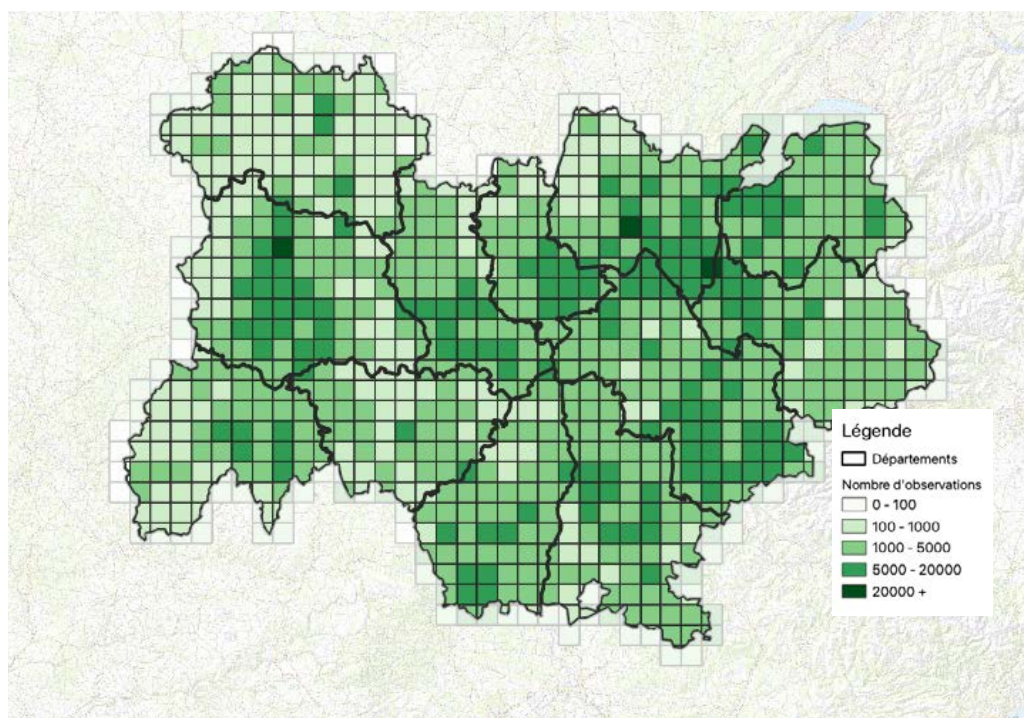 Légende
Départements
Nombre d'observations
0 - 100
100 - 1000
1000 - 5000
5000 - 20000
20000 +